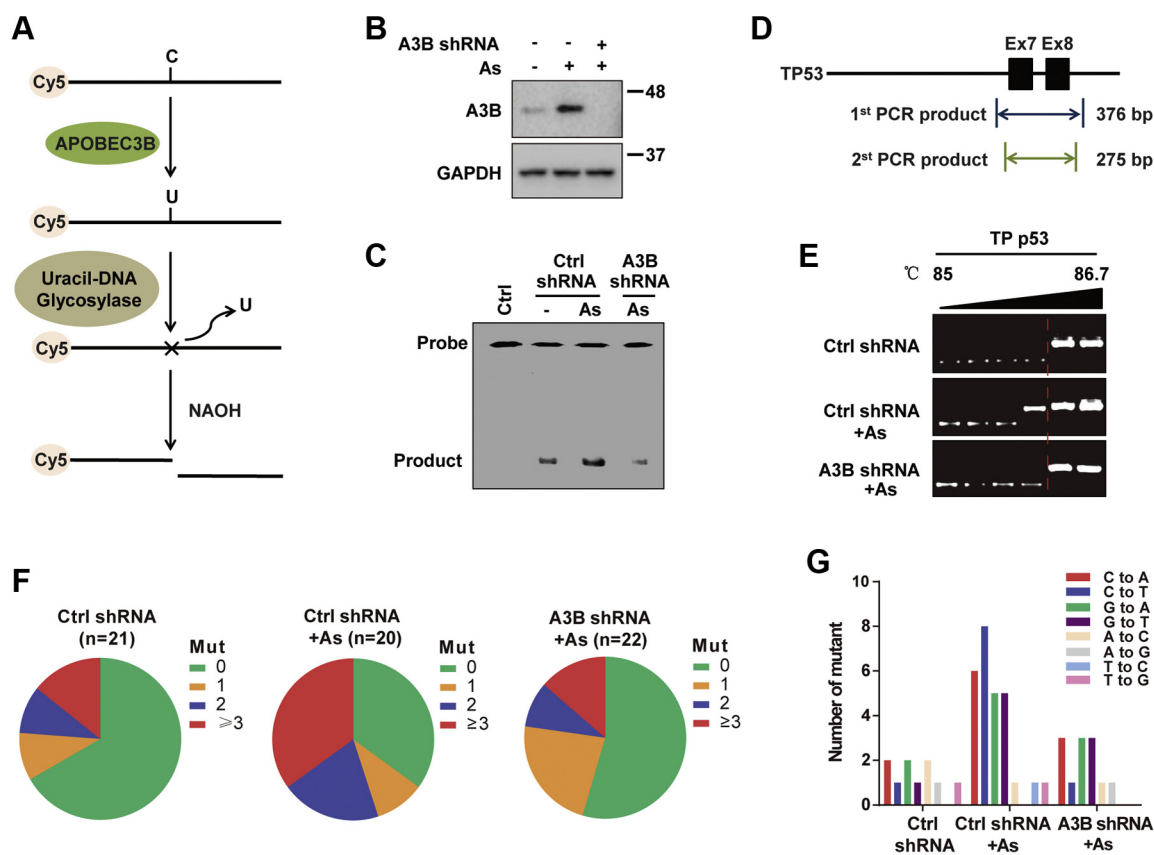 A
C
Cy5
APOBEC3B
U
Cy5
Uracil-DNA
Glycosylase
U
Cy5
NAOH
Cy5
B
A3B shRNA - - +
As - + +
48
A3B
37
GAPDH
C
Ctrl
Ctrl
shRNA
A3B
shRNA
- As As
Probe
Product
D
Ex7 Ex8
TP53
1st PCR product 376 bp
2st PCR product 275 bp
E
TP p53
℃ 85 86.7
Ctrl shRNA
Ctrl shRNA
+As
A3B shRNA
+As
F
Ctrl shRNA
(n=21)
Mut
0
1
2
⩾3
Ctrl shRNA
+As (n=20)
Mut
0
1
2
≥3
A3B shRNA
+As (n=22)
Mut
0
1
2
≥3
G
Number of mutant
10
8
6
4
2
0
C to A
C to T
G to A
G to T
A to C
A to G
T to C
T to G
Ctrl
shRNA
Ctrl shRNA
+As
A3B shRNA
+As